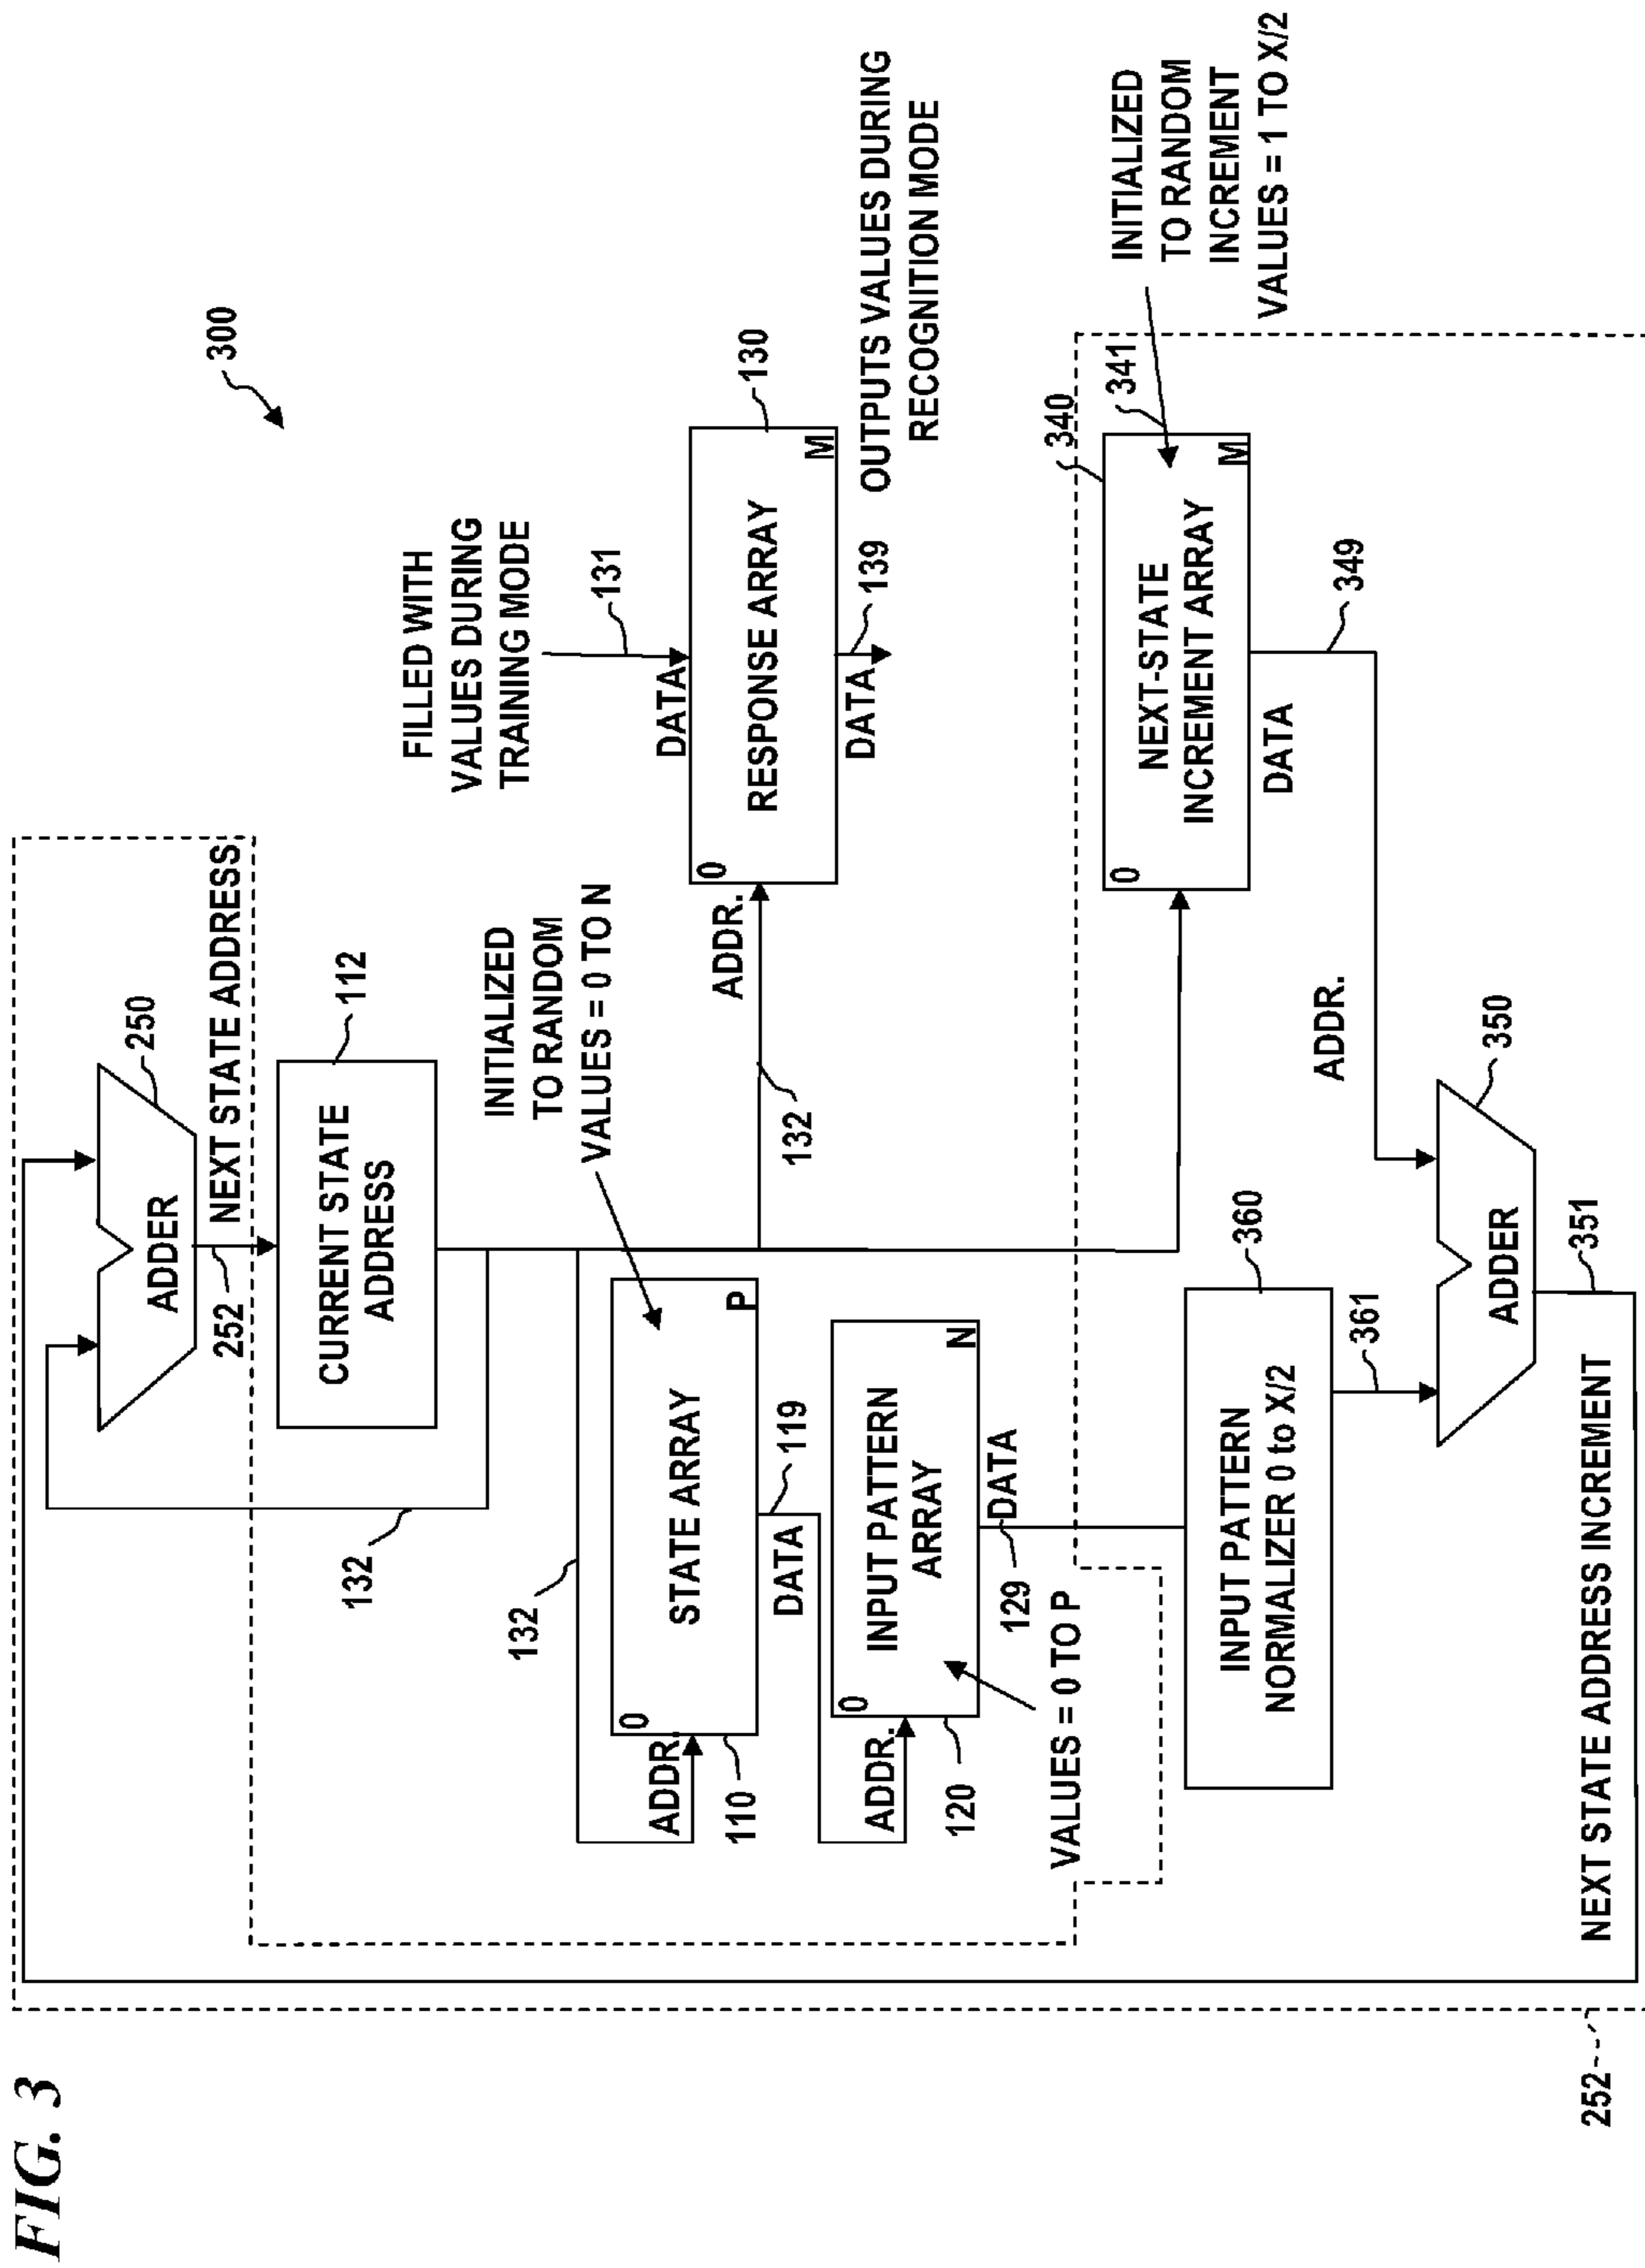 FIG. 3
300
ADDER
250
252
NEXT STATE ADDRESS
CURRENT STATE
ADDRESS
112
132
132
INITIALIZED
TO RANDOM
VALUES = 0 TO N
FILLED WITH
VALUES DURING
TRAINING MODE
131
DATA
0
STATE ARRAY
P
ADDR.
110
DATA
119
132
ADDR.
0
RESPONSE ARRAY
M
130
DATA
139
OUTPUTS VALUES DURING
RECOGNITION MODE
0
INPUT PATTERN
ARRAY
N
ADDR.
120
129
DATA
VALUES = 0 TO P
340
341
INITIALIZED
TO RANDOM
INCREMENT
VALUES = 1 TO X/2
0
NEXT-STATE
INCREMENT ARRAY
M
DATA
349
INPUT PATTERN
NORMALIZER 0 to X/2
360
361
ADDR.
ADDER
350
351
NEXT STATE ADDRESS INCREMENT
252